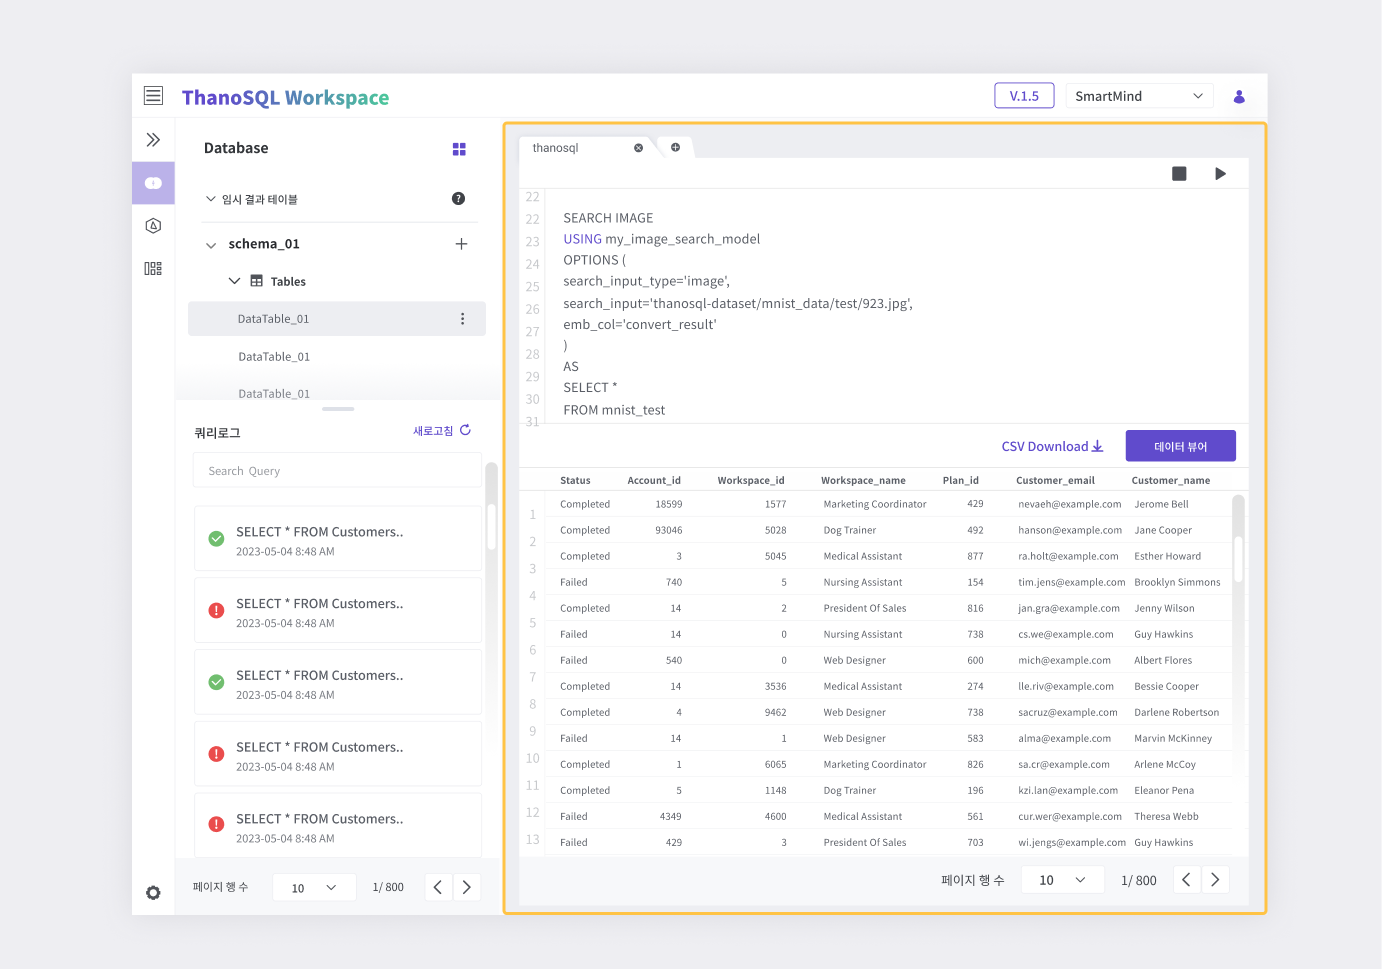 ThanoSQL Workspace
V.1.5
SmartMind
Database
임시 결과 테이블
?
schema_01
Tables
DataTable_01
DataTable_01
DataTable_01
쿼리로그
새로고침
Search Query
SELECT * FROM Customers..
2023-05-04 8:48 AM
SELECT * FROM Customers..
2023-05-04 8:48 AM
SELECT * FROM Customers..
2023-05-04 8:48 AM
SELECT * FROM Customers..
2023-05-04 8:48 AM
SELECT * FROM Customers..
2023-05-04 8:48 AM
페이지 행 수
10
1/ 800
thanosql
22
22 SEARCH IMAGE
23 USING my_image_search_model
24 OPTIONS (
25 search_input_type='image',
26 search_input='thanosql-dataset/mnist_data/test/923.jpg',
27 emb_col='convert_result'
28 )
29 AS
30 SELECT *
31 FROM mnist_test
CSV Download
데이터 뷰어
Status Account_id Workspace_id Workspace_name Plan_id Customer_email Customer_name
Completed 18599 1577 Marketing Coordinator 429 nevaeh@example.com Jerome Bell
1
Completed 93046 5028 Dog Trainer 492 hanson@example.com Jane Cooper
2
Completed 3 5045 Medical Assistant 877 ra.holt@example.com Esther Howard
3
Failed 740 5 Nursing Assistant 154 tim.jens@example.com Brooklyn Simmons
4
Completed 14 2 President Of Sales 816 jan.gra@example.com Jenny Wilson
5
Failed 14 0 Nursing Assistant 738 cs.we@example.com Guy Hawkins
6
Failed 540 0 Web Designer 600 mich@example.com Albert Flores
7
Completed 14 3536 Medical Assistant 274 lle.riv@example.com Bessie Cooper
8
Completed 4 9462 Web Designer 738 sacruz@example.com Darlene Robertson
9
Failed 14 1 Web Designer 583 alma@example.com Marvin McKinney
10
Completed 1 6065 Marketing Coordinator 826 sa.cr@example.com Arlene McCoy
11
Completed 5 1148 Dog Trainer 196 kzi.lan@example.com Eleanor Pena
12
Failed 4349 4600 Medical Assistant 561 cur.wer@example.com Theresa Webb
13
Failed 429 3 President Of Sales 703 wi.jengs@example.com Guy Hawkins
페이지 행 수
10
1/ 800